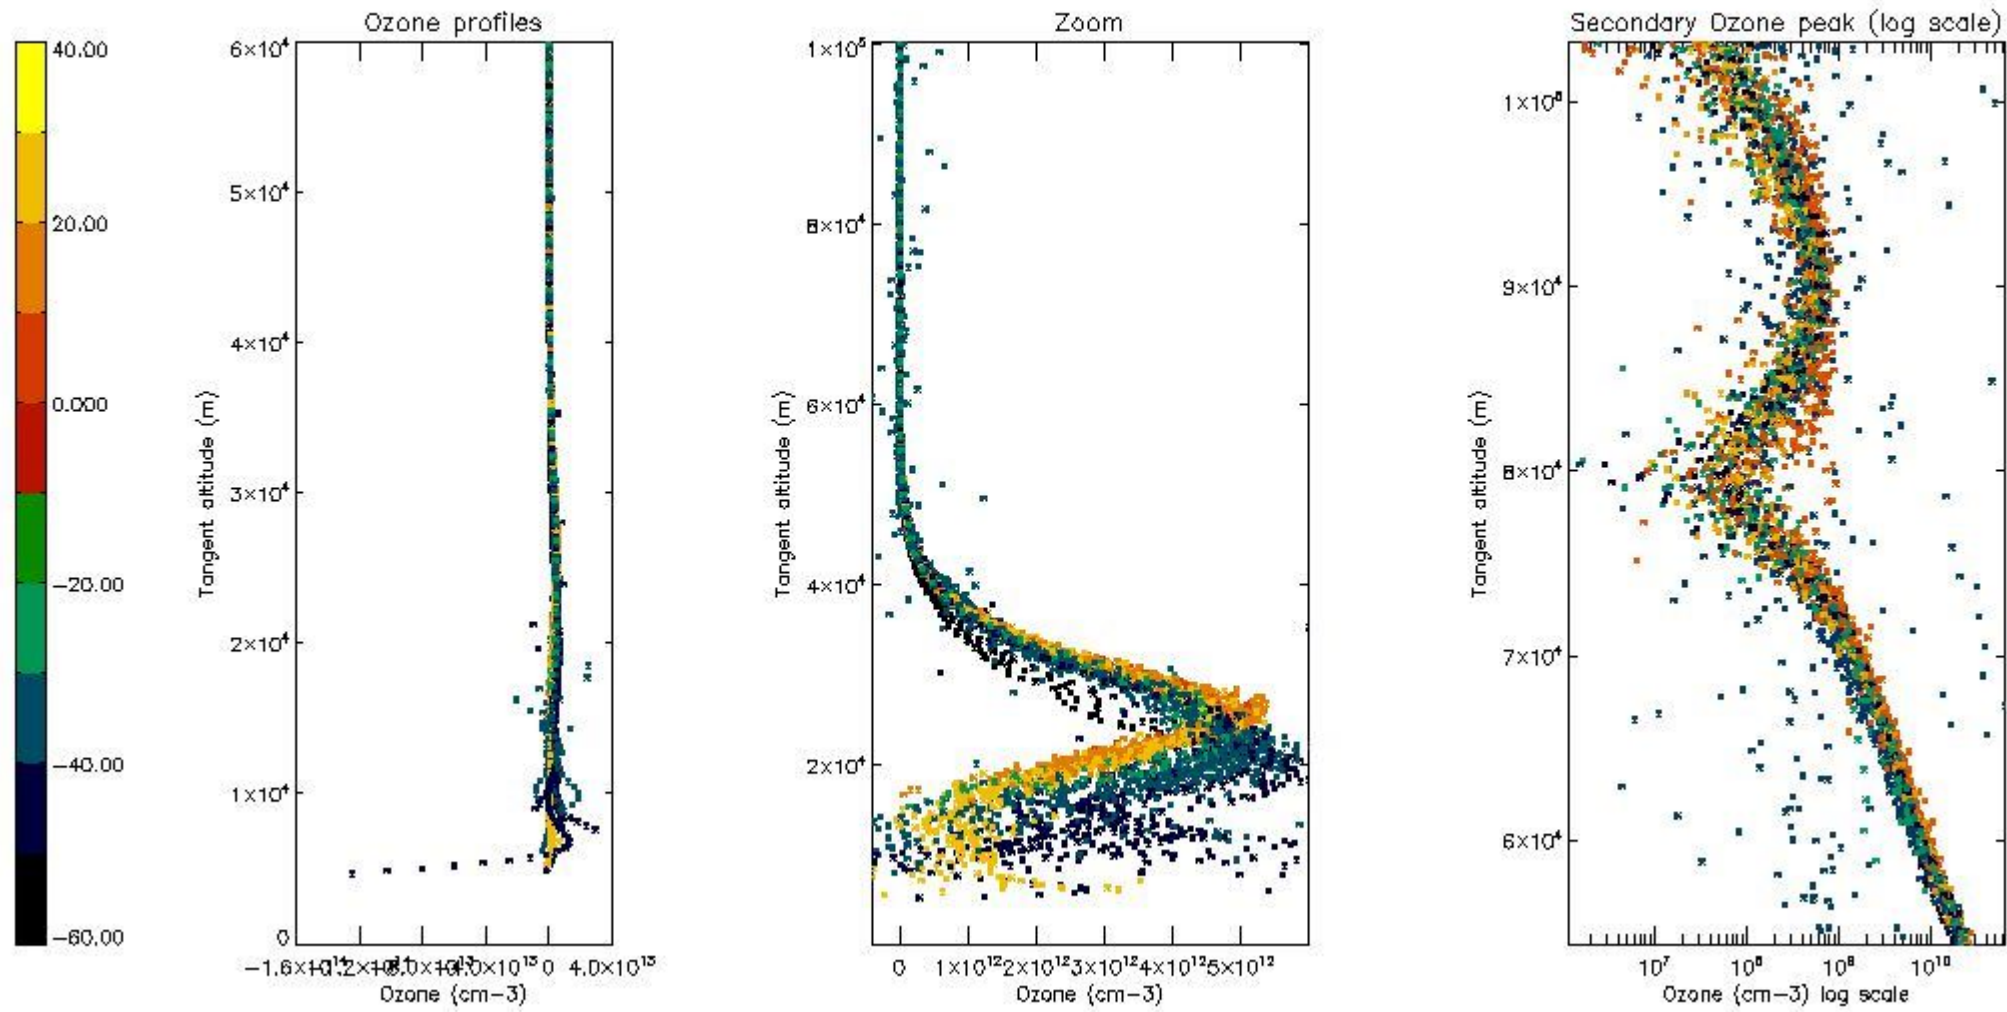 Ozone profiles
Zoom
Secondary Ozone peak (log scale)
40.00
20.00
0.000
−20.00
−40.00
−60.00
6×10⁴
5×10⁴
4×10⁴
3×10⁴
2×10⁴
1×10⁴
0
Tangent altitude (m)
0 4.0×10¹³
Ozone (cm−3)
1×10⁵
8×10⁴
6×10⁴
4×10⁴
2×10⁴
Tangent altitude (m)
0 1×10¹² 2×10¹² 3×10¹² 4×10¹² 5×10¹²
Ozone (cm−3)
1×10⁵
9×10⁴
8×10⁴
7×10⁴
6×10⁴
Tangent altitude (m)
10⁷ 10⁸ 10⁹ 10¹⁰
Ozone (cm−3) log scale